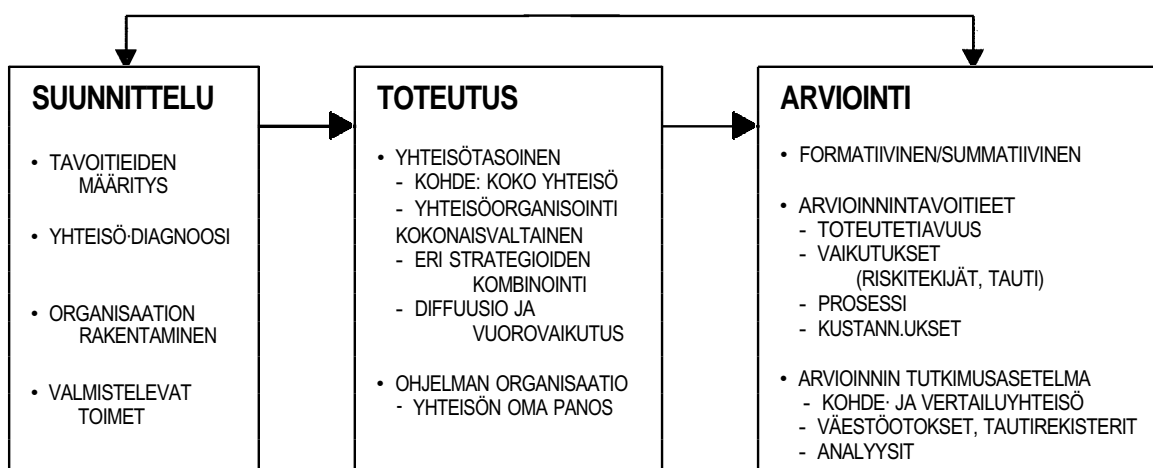 SUUNNITTELU
• TAVOITIEIDEN
MÄÄRITYS
• YHTEISÖ·DIAGNOOSI
• ORGANISAATION
RAKENTAMINEN
• VALMISTELEVAT
TOIMET
TOTEUTUS
• YHTEISÖTASOINEN
- KOHDE: KOKO YHTEISÖ
- YHTEISÖORGANISOINTI
KOKONAISVALTAINEN
- ERI STRATEGIOIDEN
KOMBINOINTI
- DIFFUUSIO JA
VUOROVAIKUTUS
• OHJELMAN ORGANISAATIO
- YHTEISÖN OMA PANOS
ARVIOINTI
• FORMATIIVINEN/SUMMATIIVINEN
• ARVIOINNINTAVOITIEET
- TOTEUTETIAVUUS
- VAIKUTUKSET
(RISKITEKIJÄT, TAUTI)
- PROSESSI
- KUSTANN.UKSET
• ARVIOINNIN TUTKIMUSASETELMA
- KOHDE· JA VERTAILUYHTEISÖ
- VÄESTÖOTOKSET, TAUTIREKISTERIT
- ANALYYSIT